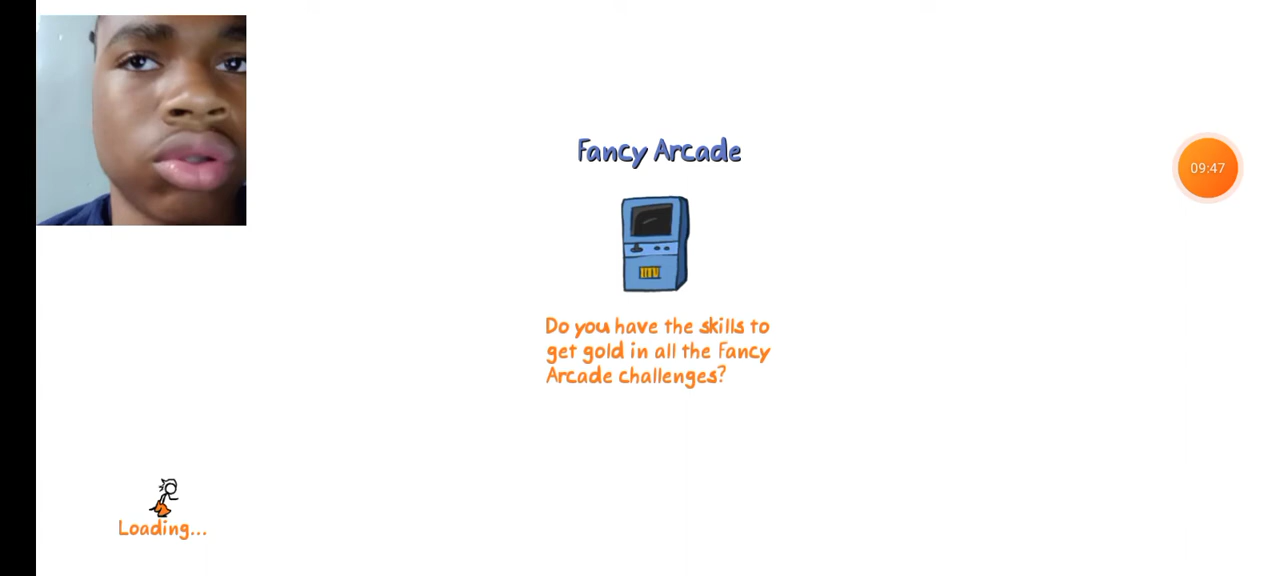 Fancy Arcade
09:47
Do you have the skills to
get gold in all the Fancy
Arcade challenges?
Loading...